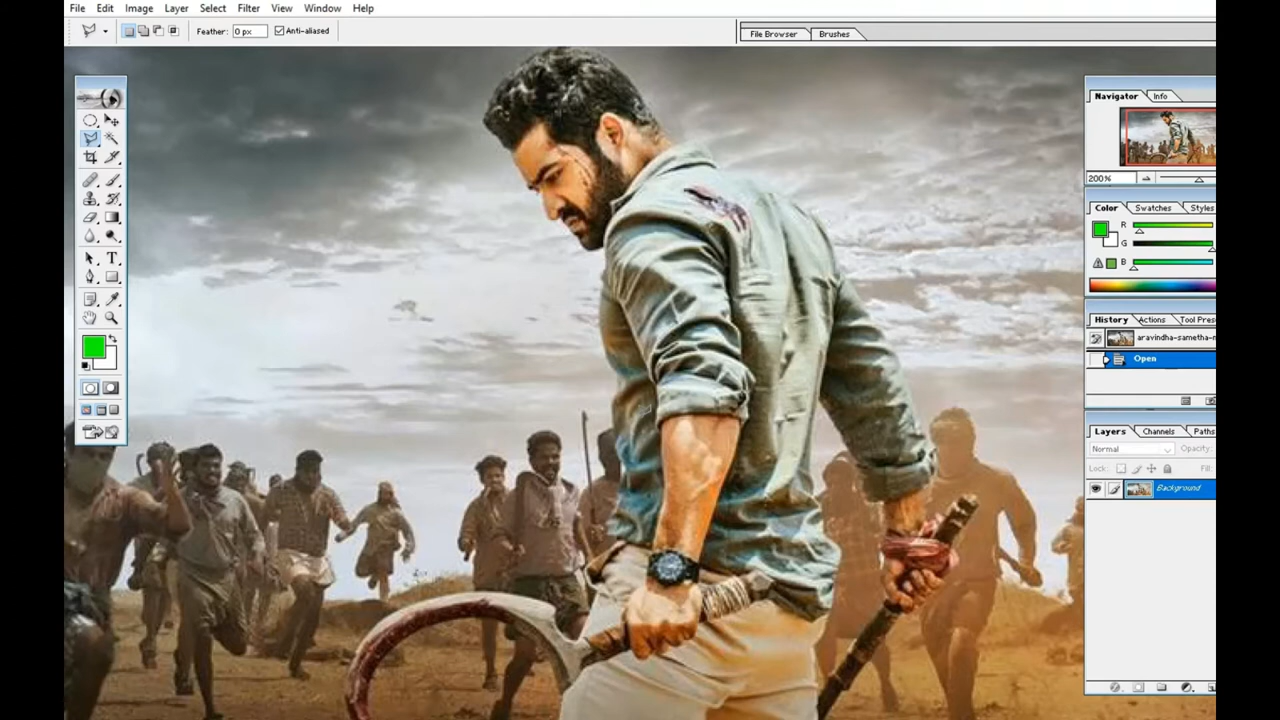 File Edit Image Layer Select Filter View Window Help
Feather: 0 px Anti-aliased
File Browser Brushes
Navigator Info
200%
Color Swatches Styles
R
G
B
History Actions Tool Pres
aravindha-sametha-
Open
Layers Channels Paths
Normal Opacity:
Lock: Fill:
Background
T